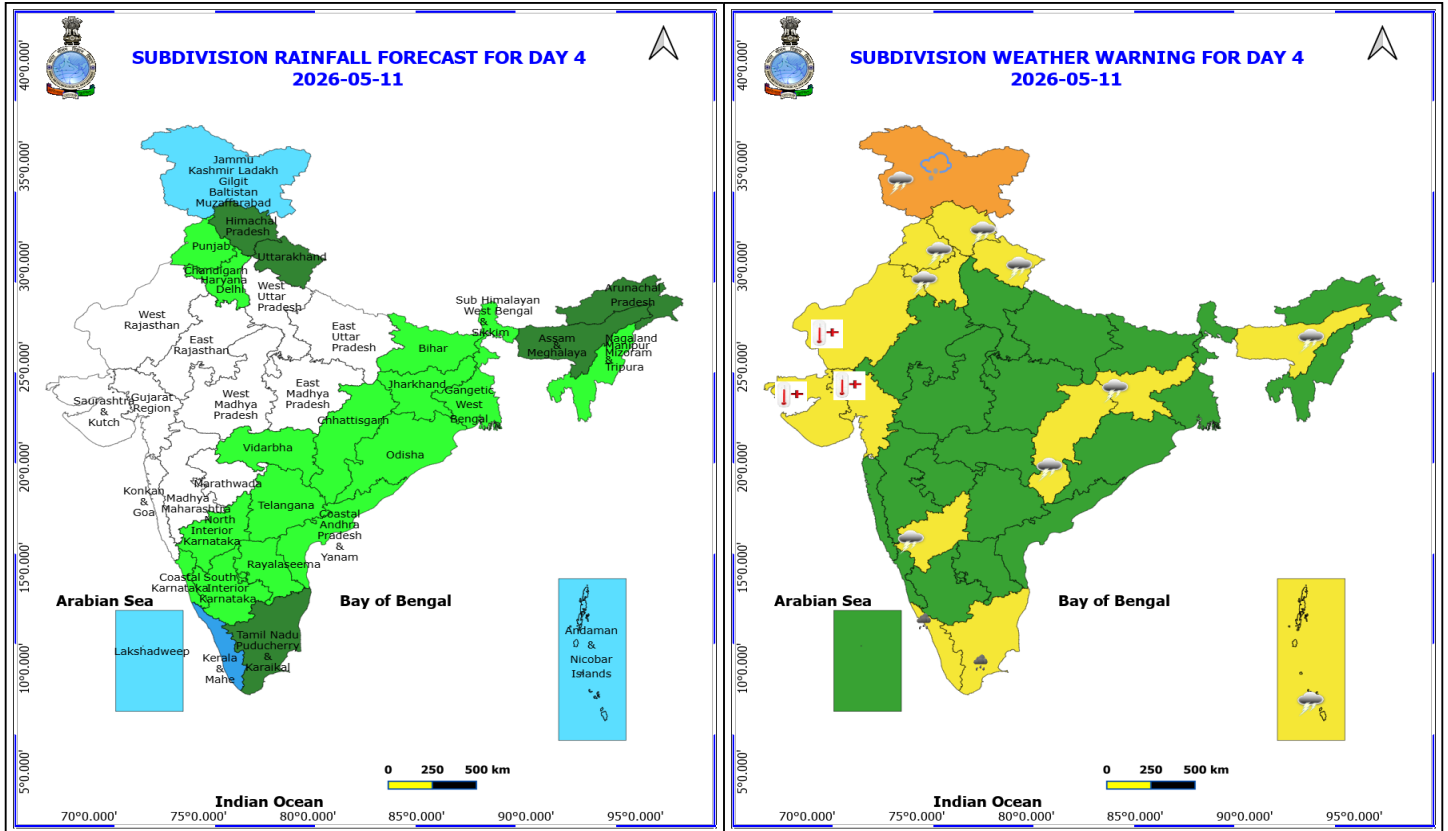 SUBDIVISION RAINFALL FORECAST FOR DAY 4
2026-05-11
40°0.000'
35°0.000'
30°0.000'
25°0.000'
20°0.000'
15°0.000'
10°0.000'
5°0.000'
Jammu
Kashmir Ladakh
Gilgit
Baltistan
Muzaffarabad
Himachal
Pradesh
Punjab
Uttarakhand
Chandigarh
Haryana
Delhi
West
Uttar
Pradesh
West
Rajasthan
East
Rajasthan
East
Uttar
Pradesh
Sub Himalayan
West Bengal
&
Sikkim
Arunachal
Pradesh
Assam
&
Meghalaya
Nagaland
Manipur
Mizoram
&
Tripura
Bihar
Jharkhand
Gangetic
West
Bengal
Saurashtra
&
Kutch
Gujarat
Region
West
Madhya
Pradesh
East
Madhya
Pradesh
Chhattisgarh
Vidarbha
Odisha
Konkan
&
Goa
Marathwada
Madhya
Maharashtra
Telangana
North
Interior
Karnataka
Coastal
Andhra
Pradesh
&
Yanam
Rayalaseema
Coastal
Karnataka
South
Interior
Karnataka
Arabian Sea
Bay of Bengal
Lakshadweep
Kerala
&
Mahe
Tamil Nadu
Puducherry
&
Karaikal
Andaman
&
Nicobar
Islands
0 250 500 km
Indian Ocean
70°0.000' 75°0.000' 80°0.000' 85°0.000' 90°0.000' 95°0.000'
SUBDIVISION WEATHER WARNING FOR DAY 4
2026-05-11
40°0.000'
35°0.000'
30°0.000'
25°0.000'
20°0.000'
15°0.000'
10°0.000'
5°0.000'
Arabian Sea
Bay of Bengal
0 250 500 km
Indian Ocean
70°0.000' 75°0.000' 80°0.000' 85°0.000' 90°0.000' 95°0.000'